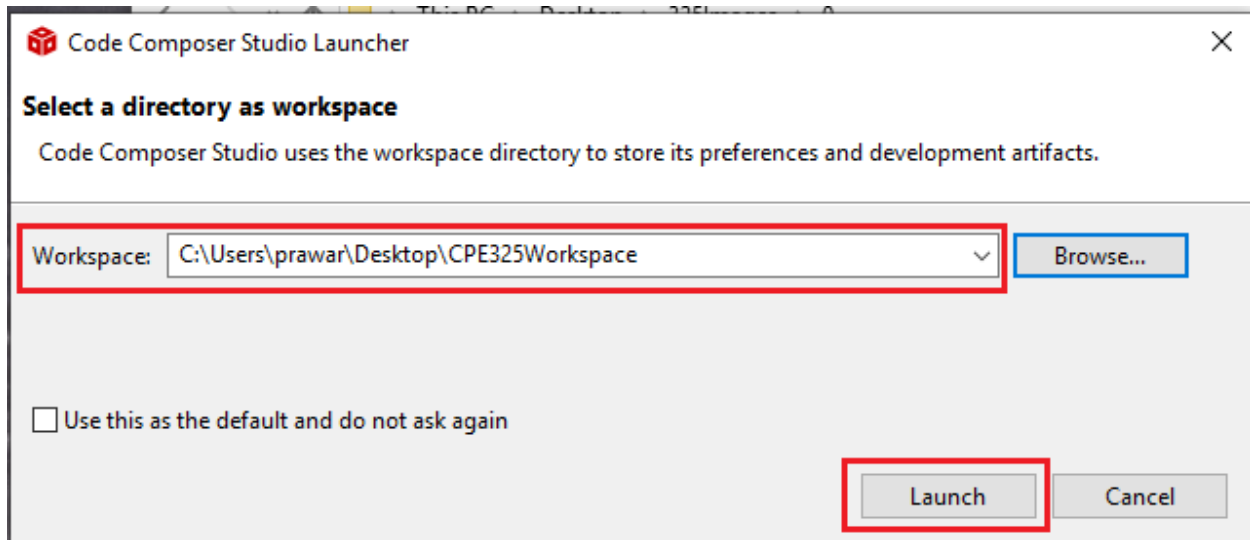 Code Composer Studio Launcher
Select a directory as workspace
Code Composer Studio uses the workspace directory to store its preferences and development artifacts.
Workspace: C:\Users\prawar\Desktop\CPE325Workspace Browse...
Use this as the default and do not ask again
Launch Cancel